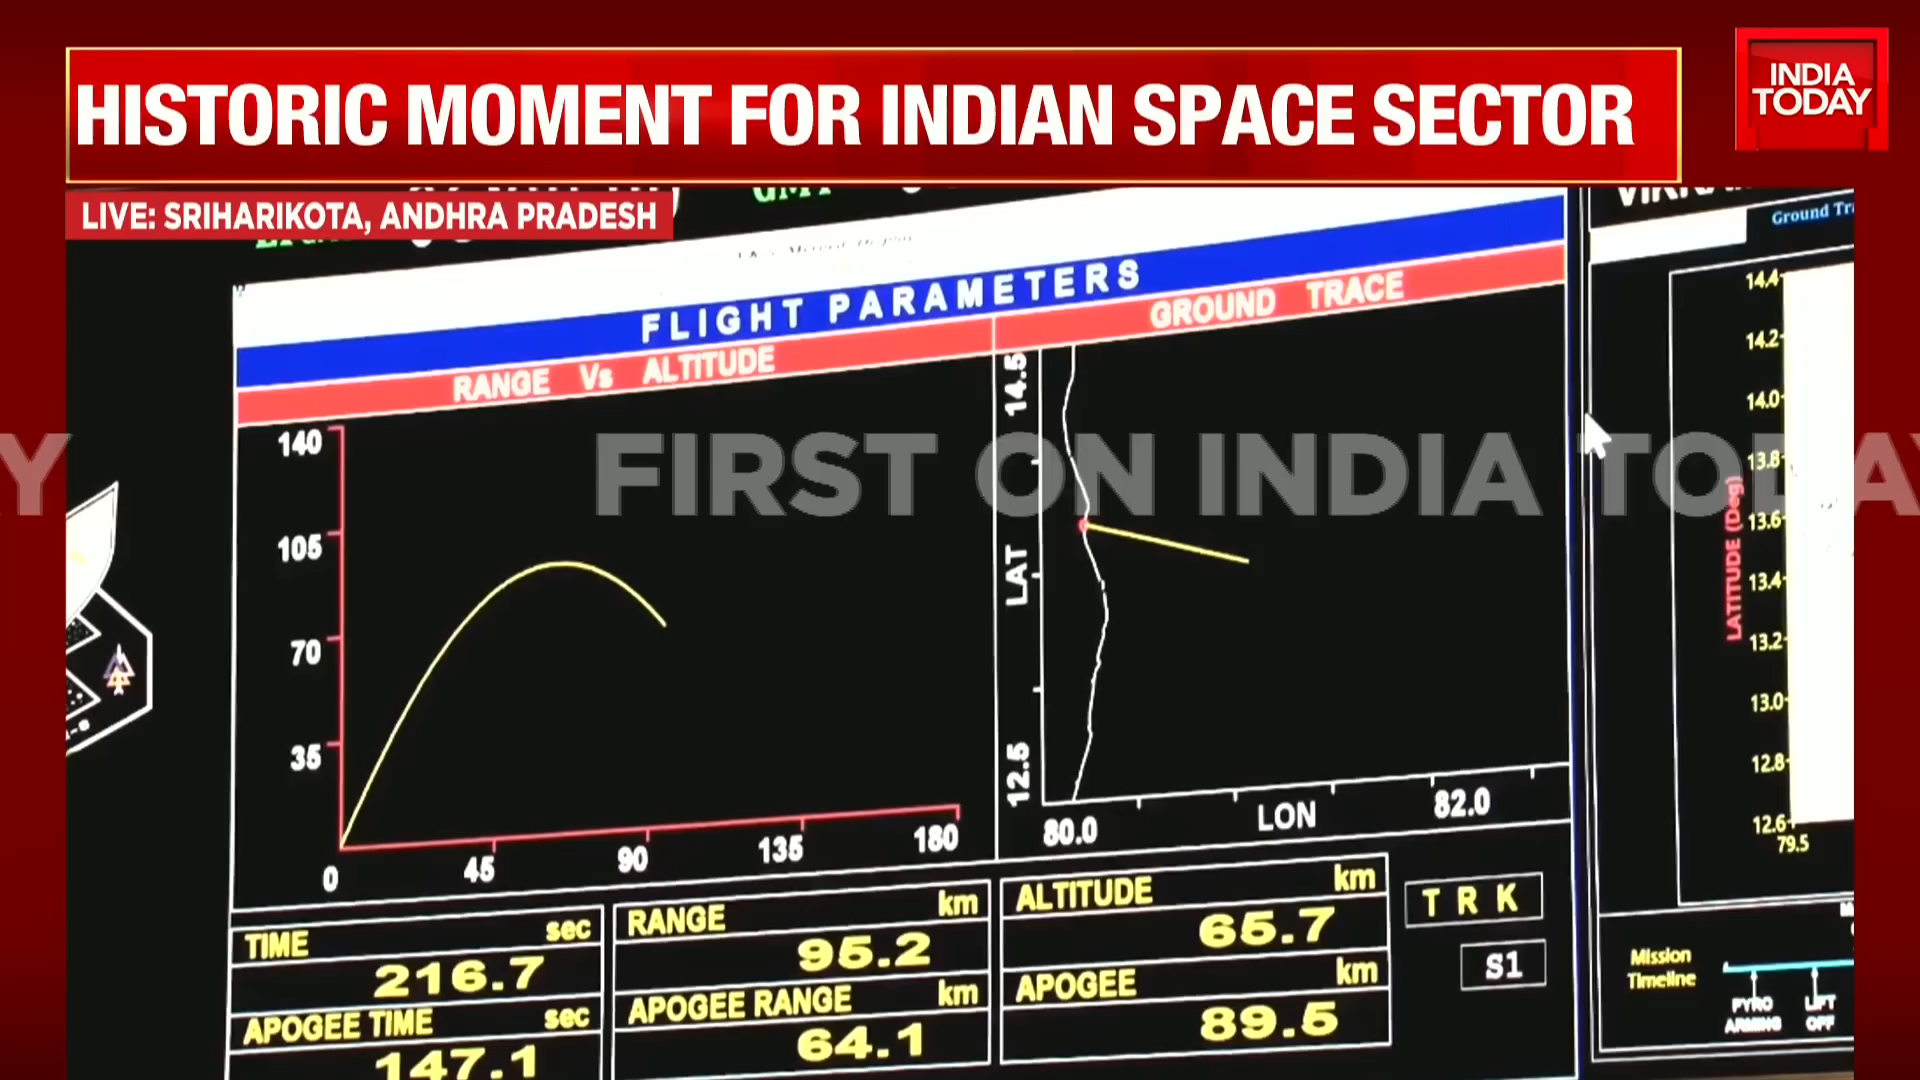 HISTORIC MOMENT FOR INDIAN SPACE SECTOR
INDIA
TODAY
LIVE: SRIHARIKOTA, ANDHRA PRADESH
FLIGHT PARAMETERS
RANGE Vs ALTITUDE
GROUND TRACE
140
105
70
35
0
45
90
135
180
14.5
LAT
12.5
80.0
LON
82.0
FIRST ON INDIA TODAY
Ground
14.4
14.2
14.0
13.8
13.6
13.4
13.2
13.0
12.8
12.6
79.5
LATITUDE (Deg)
TIME sec
216.7
APOGEE TIME sec
147.1
RANGE km
95.2
APOGEE RANGE km
64.1
ALTITUDE km
65.7
APOGEE km
89.5
TRK
S1
Mission
Timeline
PYRO
ARMING
LIFT
OFF